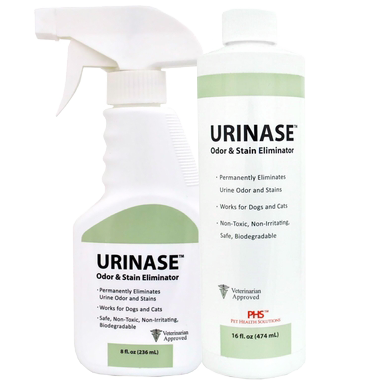 URINASE™
Odor & Stain Eliminator
· Permanently Eliminates
Urine Odor and Stains
· Works for Dogs and Cats
· Safe, Non-Toxic, Non-Irritating,
Biodegradable
Veterinarian
Approved
8 fl oz (236 mL)
URINASE™
Odor & Stain Eliminator
· Permanently Eliminates
Urine Odor and Stains
· Works for Dogs and Cats
· Non-Toxic, Non-Irritating,
Safe, Biodegradable
Veterinarian
Approved
PHS™
PET HEALTH SOLUTIONS
16 fl oz (474 mL)